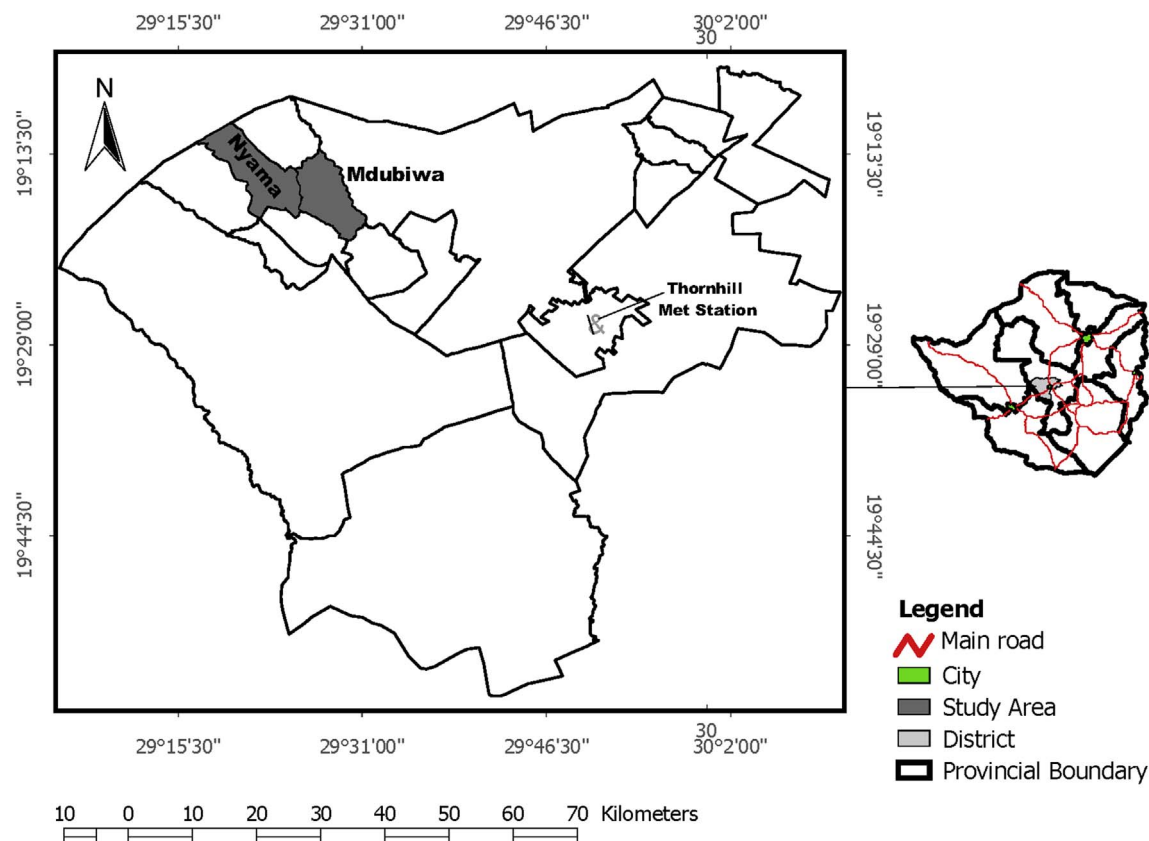 29°15'30" 29°31'00" 29°46'30" 30°2'00"
30
N
19°13'30"
19°29'00"
19°44'30"
Nyama
Mdubiwa
Thornhill
Met Station
&
19°13'30"
19°29'00"
19°44'30"
30
29°15'30" 29°31'00" 29°46'30" 30°2'00"
Legend
Main road
City
Study Area
District
Provincial Boundary
10 0 10 20 30 40 50 60 70 Kilometers